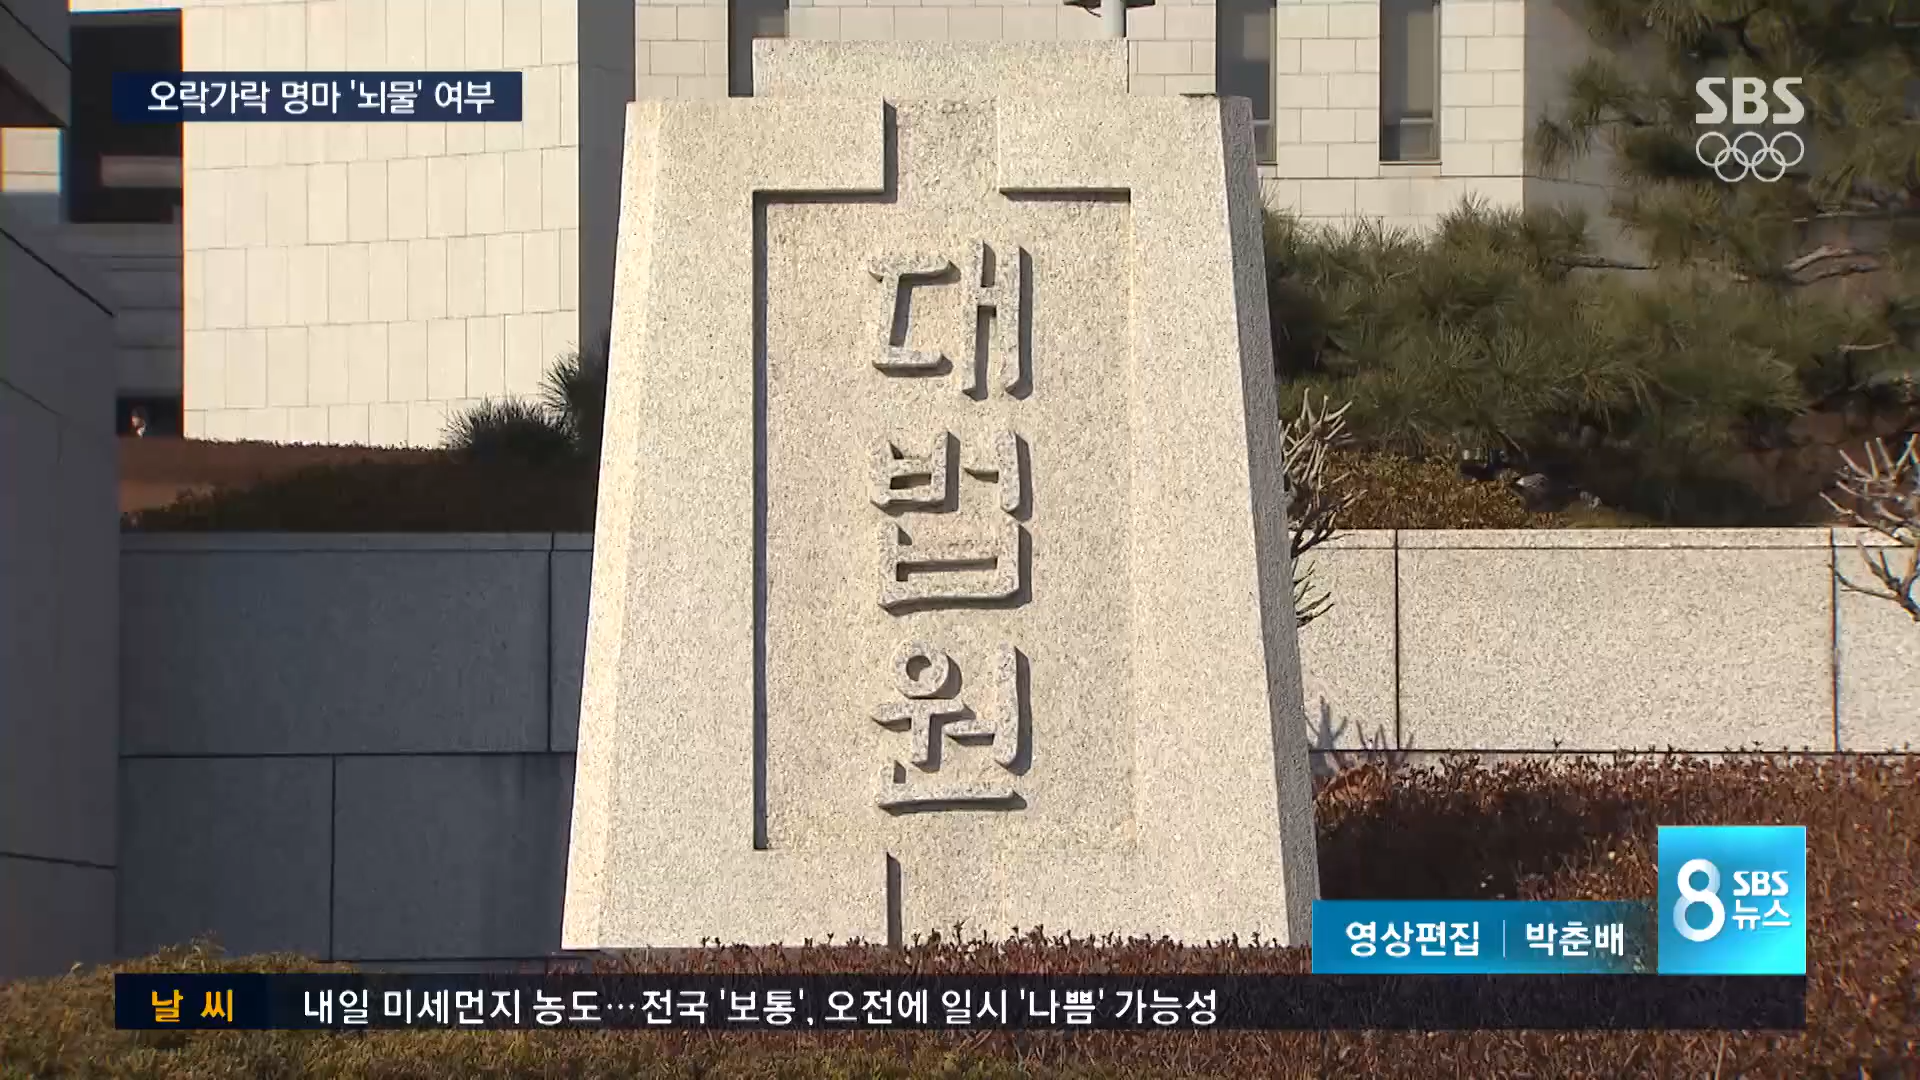 오락가락 명마 '뇌물' 여부
SBS
대법원
8 SBS 뉴스
영상편집 | 박춘배
날씨 내일 미세먼지 농도…전국 '보통', 오전에 일시 '나쁨' 가능성